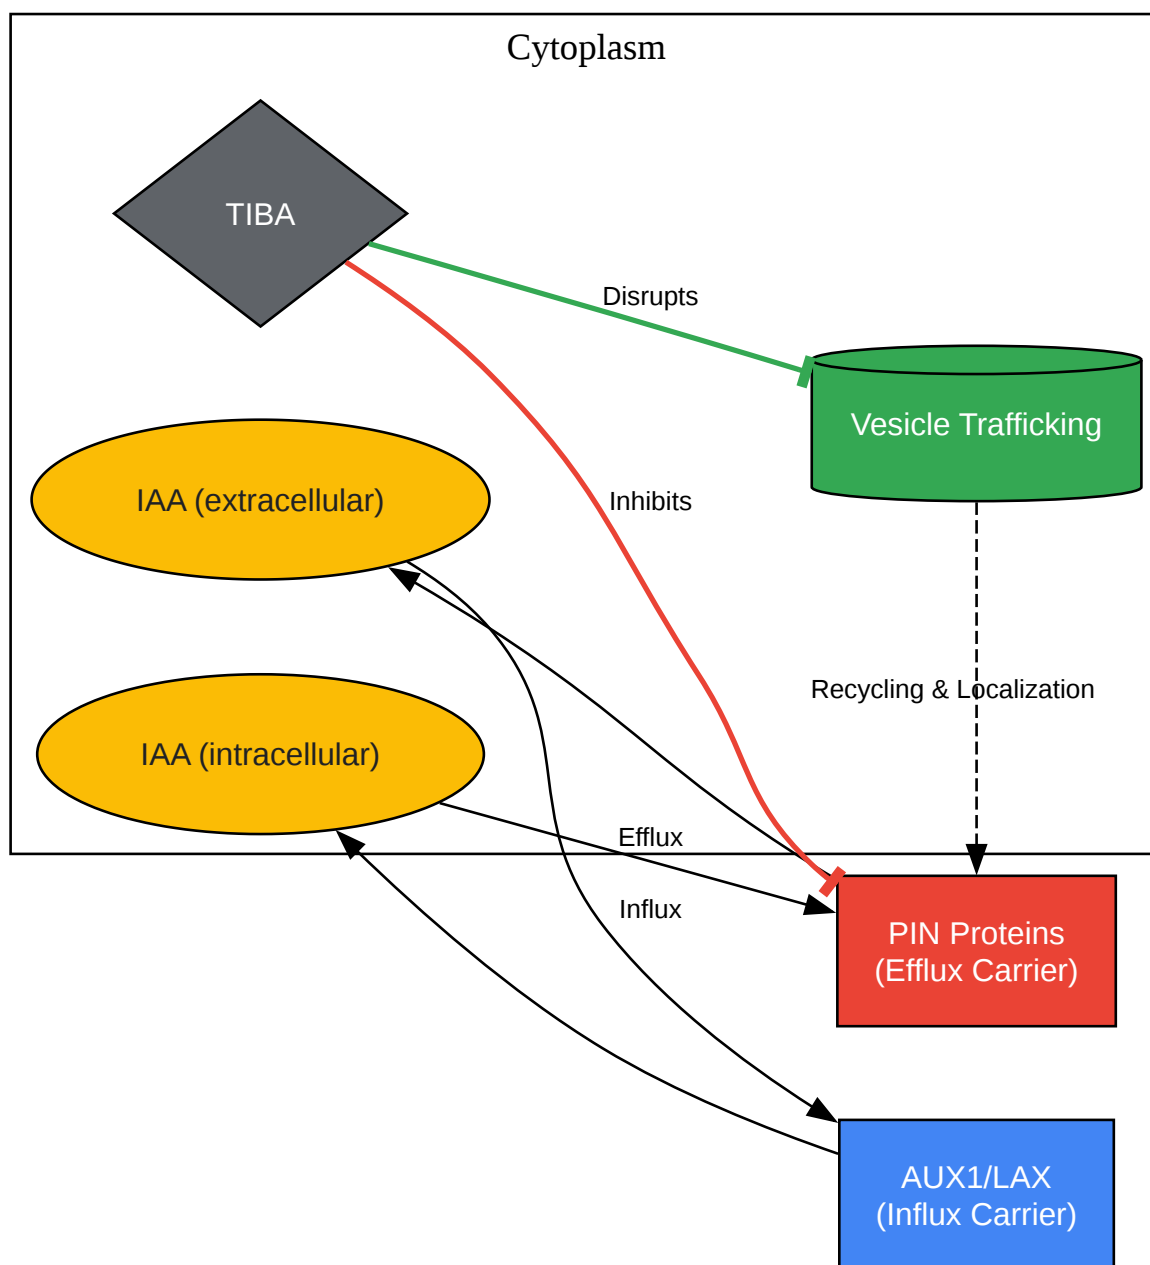 Cytoplasm
TIBA
Disrupts
Vesicle Trafficking
IAA (extracellular)
Inhibits
Recycling & Localization
IAA (intracellular)
Efflux
Influx
PIN Proteins
(Efflux Carrier)
AUX1/LAX
(Influx Carrier)